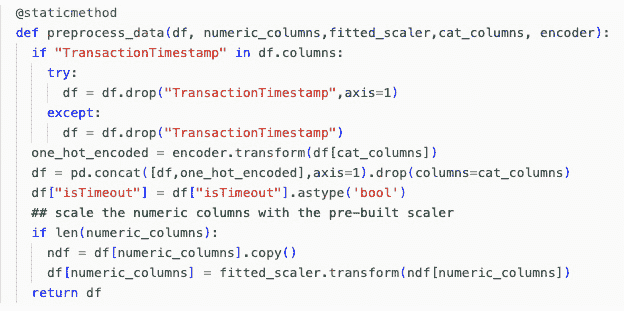 @staticmethod
def preprocess_data(df, numeric_columns,fitted_scaler,cat_columns, encoder):
  if "TransactionTimestamp" in df.columns:
    try:
      df = df.drop("TransactionTimestamp",axis=1)
    except:
      df = df.drop("TransactionTimestamp")
  one_hot_encoded = encoder.transform(df[cat_columns])
  df = pd.concat([df,one_hot_encoded],axis=1).drop(columns=cat_columns)
  df["isTimeout"] = df["isTimeout"].astype('bool')
  ## scale the numeric columns with the pre-built scaler
  if len(numeric_columns):
    ndf = df[numeric_columns].copy()
    df[numeric_columns] = fitted_scaler.transform(ndf[numeric_columns])
  return df